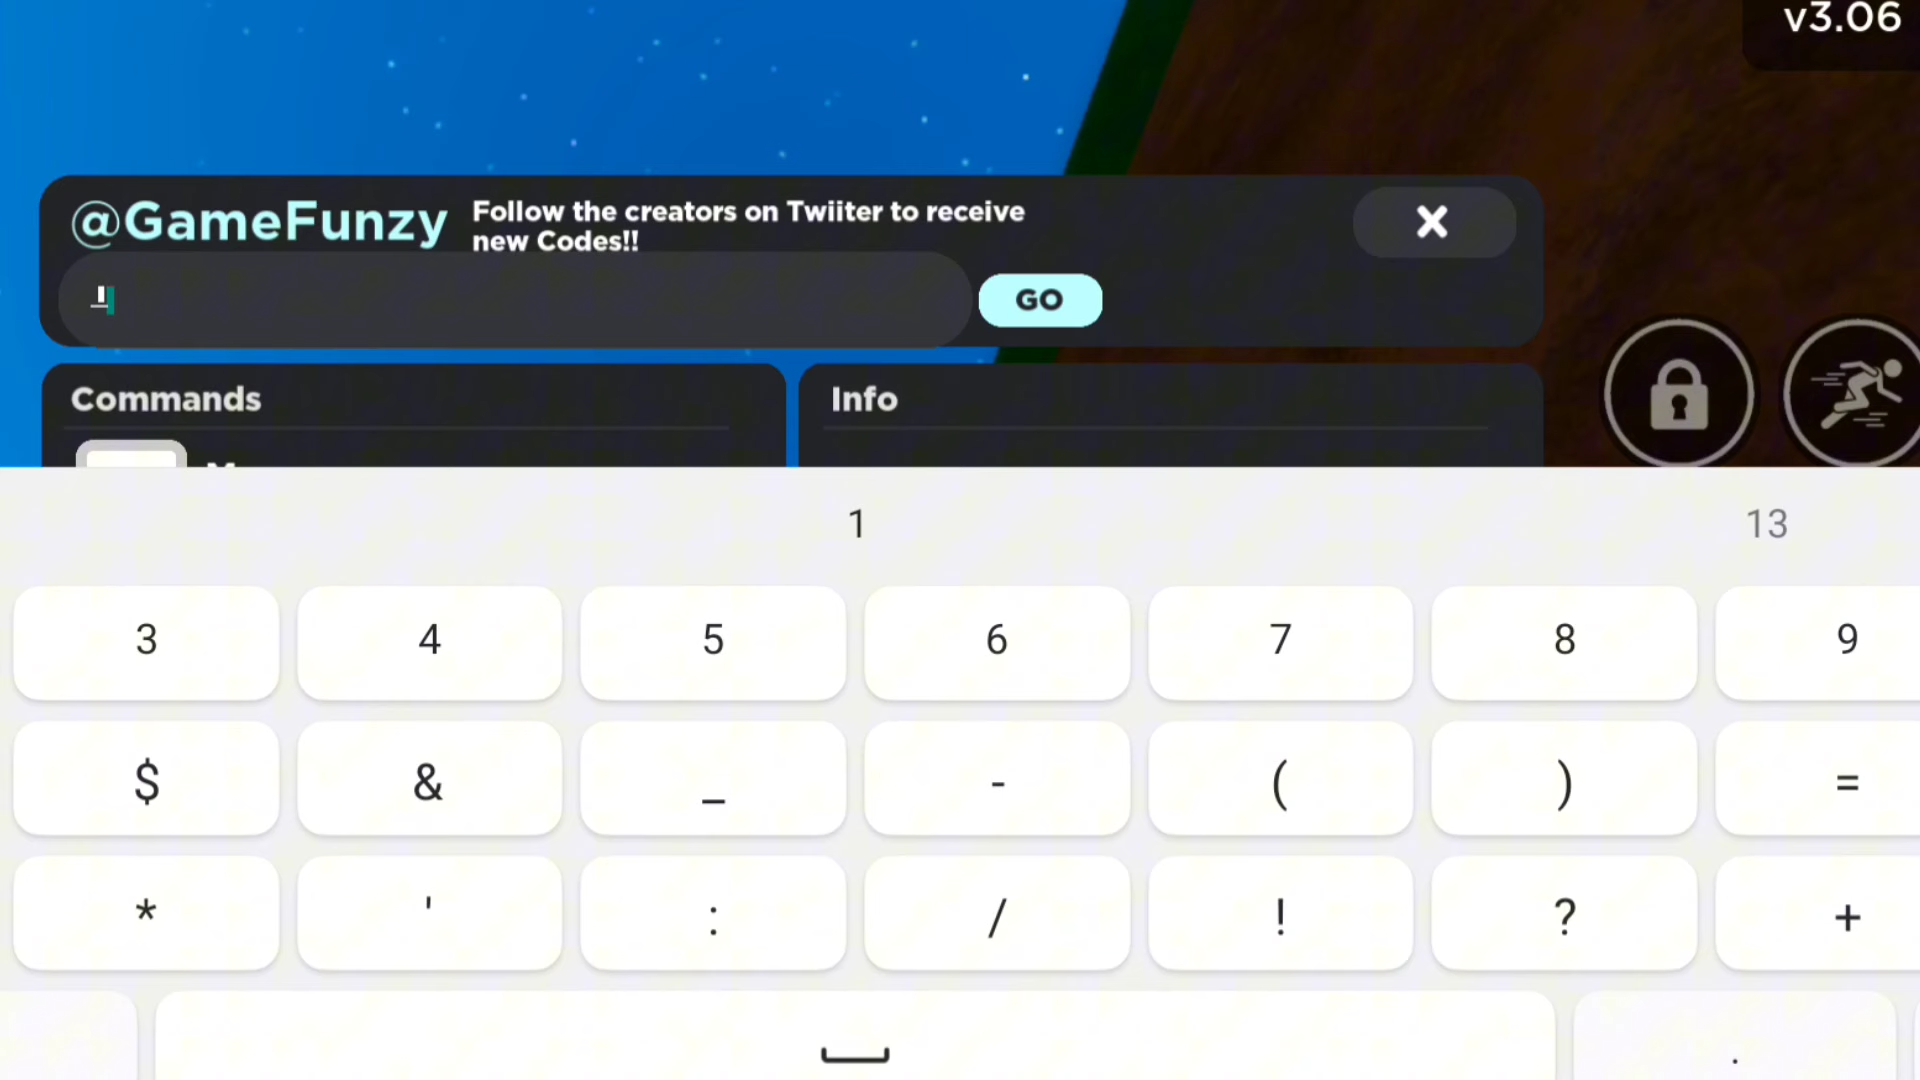 v3.06
@GameFunzy
Follow the creators on Twiiter to receive
new Codes!!
1
GO
Commands
Info
1
13
3 4 5 6 7 8 9
$ & _ - ( ) =
* ' : / ! ? +
.